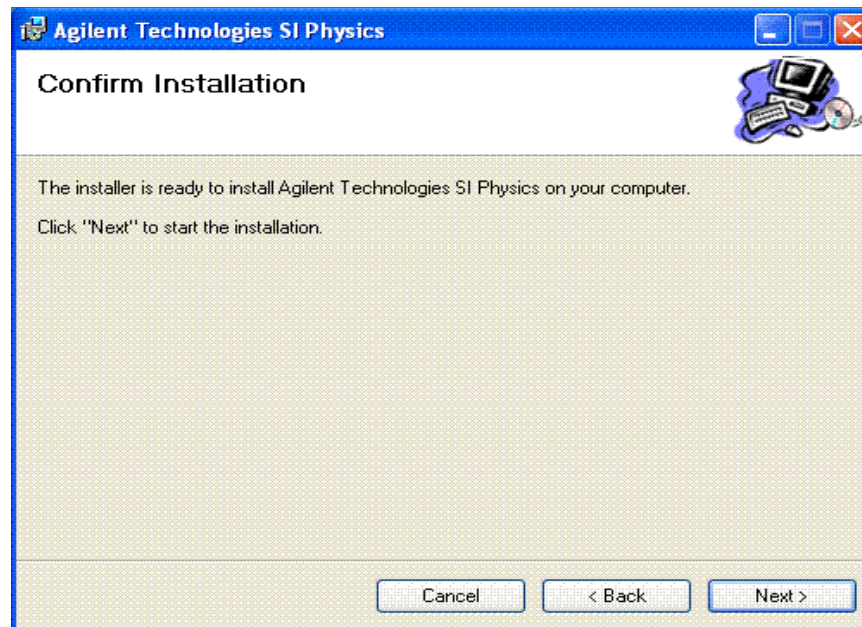 Agilent Technologies SI Physics
Confirm Installation
The installer is ready to install Agilent Technologies SI Physics on your computer.
Click "Next" to start the installation.
Cancel
< Back
Next >